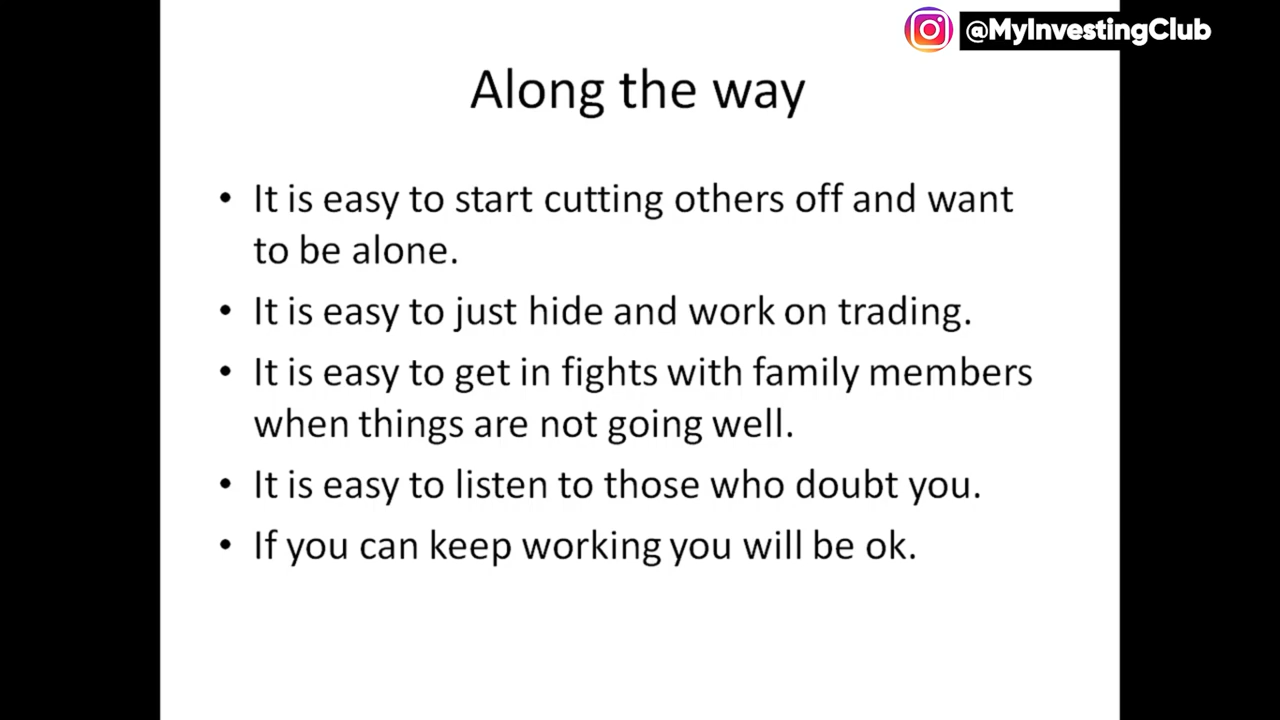 @MyInvestingClub
Along the way
• It is easy to start cutting others off and want
to be alone.
• It is easy to just hide and work on trading.
• It is easy to get in fights with family members
when things are not going well.
• It is easy to listen to those who doubt you.
• If you can keep working you will be ok.